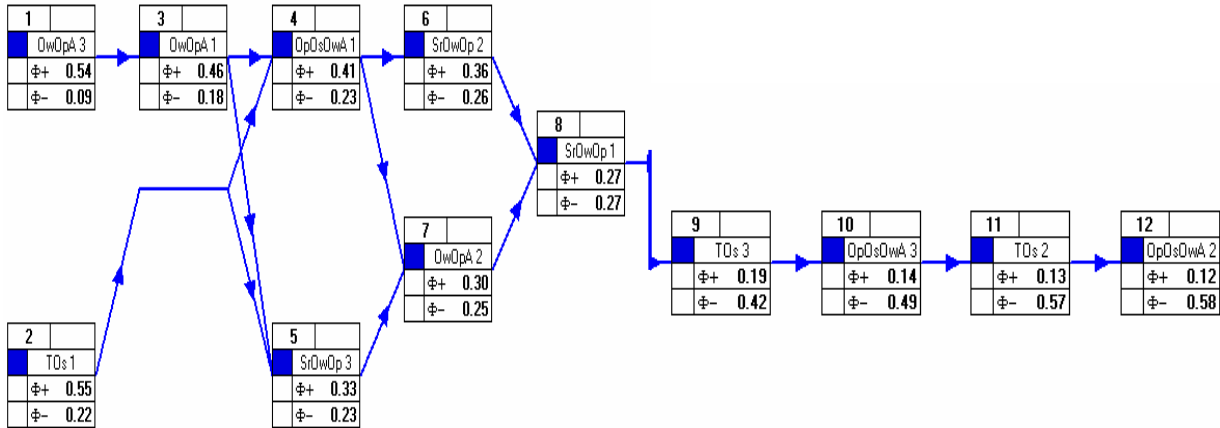 1
OwOpA 3
Φ+ 0.54
Φ− 0.09
3
OwOpA 1
Φ+ 0.46
Φ− 0.18
4
OpOsOwA 1
Φ+ 0.41
Φ− 0.23
6
SrOwOp 2
Φ+ 0.36
Φ− 0.26
8
SrOwOp 1
Φ+ 0.27
Φ− 0.27
7
OwOpA 2
Φ+ 0.30
Φ− 0.25
2
TOs 1
Φ+ 0.55
Φ− 0.22
5
SrOwOp 3
Φ+ 0.33
Φ− 0.23
9
TOs 3
Φ+ 0.19
Φ− 0.42
10
OpOsOwA 3
Φ+ 0.14
Φ− 0.49
11
TOs 2
Φ+ 0.13
Φ− 0.57
12
OpOsOwA 2
Φ+ 0.12
Φ− 0.58